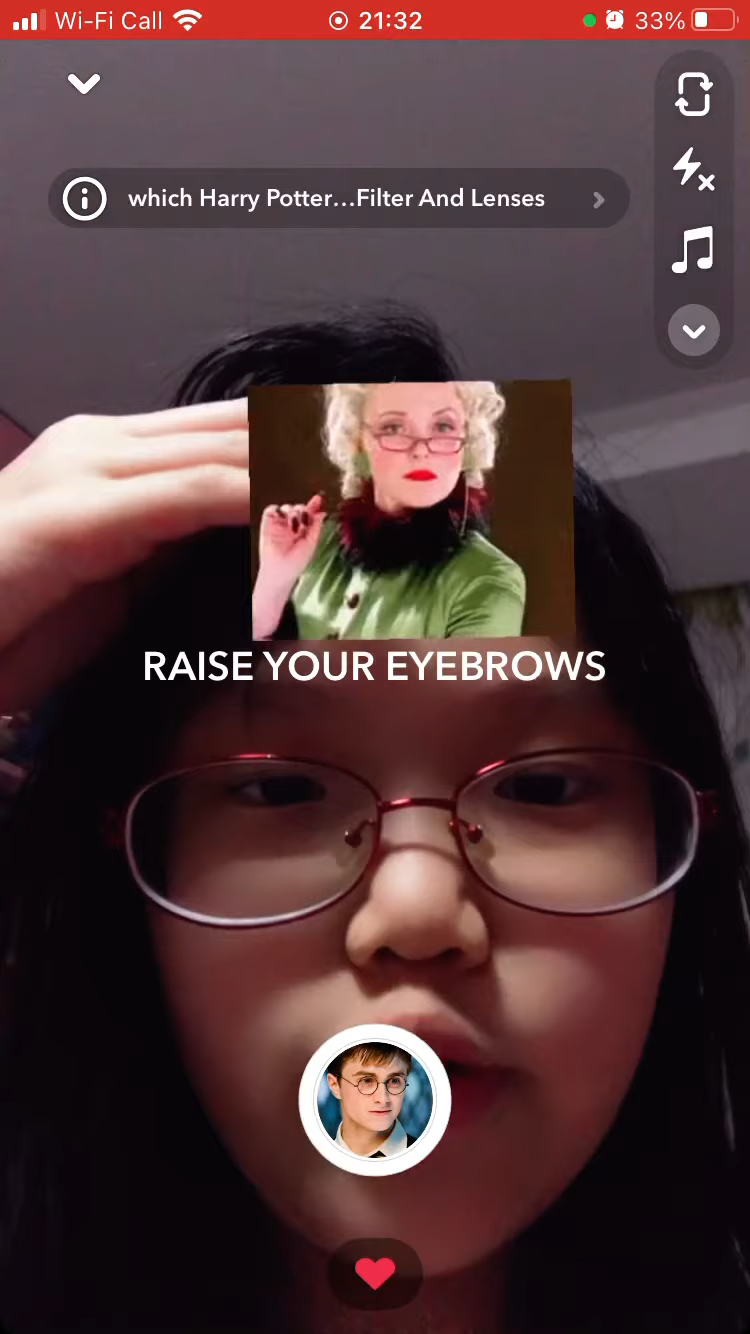 Wi-Fi Call
21:32
33%
which Harry Potter...Filter And Lenses
RAISE YOUR EYEBROWS